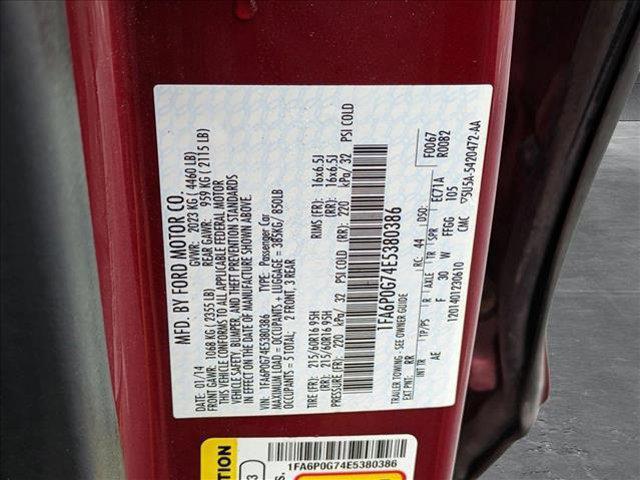 MFD. BY FORD MOTOR CO.
DATE: 01/14 GVWR: 2023 KG ( 4460 LB)
FRONT GAWR: 1068 KG ( 2355 LB) REAR GAWR: 959 KG ( 2115 LB)
THIS VEHICLE CONFORMS TO ALL APPLICABLE FEDERAL MOTOR
VEHICLE SAFETY, BUMPER, AND THEFT PREVENTION STANDARDS
IN EFFECT ON THE DATE OF MANUFACTURE SHOWN ABOVE.
VIN: 1FA6P0G74E5380386 TYPE: Passenger Car
MAXIMUM LOAD = OCCUPANTS + LUGGAGE = 385KG/ 850LB
OCCUPANTS = 5 TOTAL: 2 FRONT, 3 REAR
TIRE (FR): 215/60R16 95H RIMS (FR): 16x6.5J
(RR): 215/60R16 95H (RR): 16x6.5J
PRESSURE (FR): 220 kPa/ 32 PSI COLD (RR): 220 kPa/ 32 PSI COLD
1FA6P0G74E5380386
TRAILER TOWING - SEE OWNER GUIDE F0067
EXT PNT: RR RC: 44 DSO: R0082
INT TR TP/PS R AXLE TR SPR EC71A
AE F 30 W FFGG 105
1201401230610 CMC 5U5A-5420472-AA
1FA6P0G74E5380386